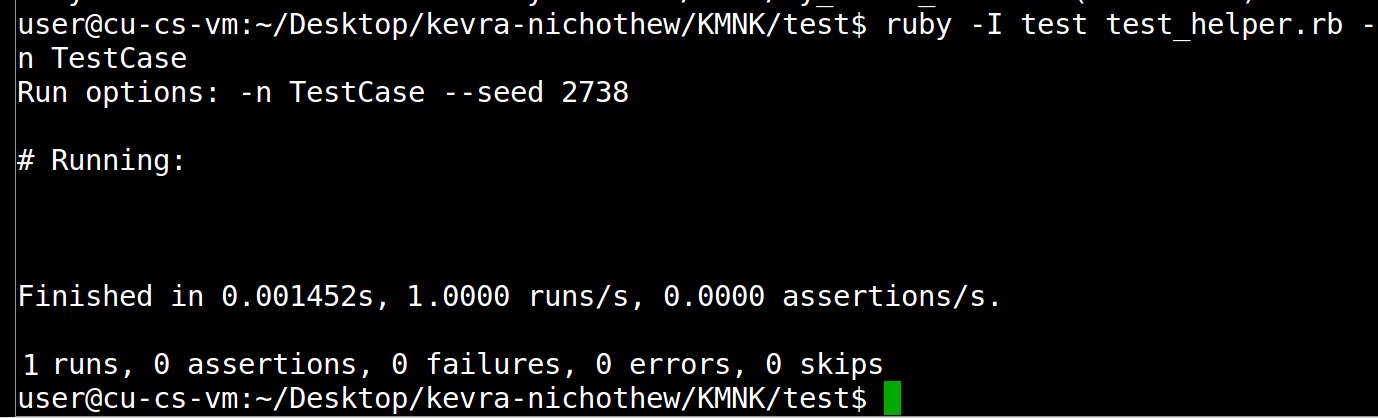 user@cu-cs-vm:~/Desktop/kevra-nichothew/KMNK/test$ ruby -I test test_helper.rb -
n TestCase
Run options: -n TestCase --seed 2738
# Running:
Finished in 0.001452s, 1.0000 runs/s, 0.0000 assertions/s.
1 runs, 0 assertions, 0 failures, 0 errors, 0 skips
user@cu-cs-vm:~/Desktop/kevra-nichothew/KMNK/test$